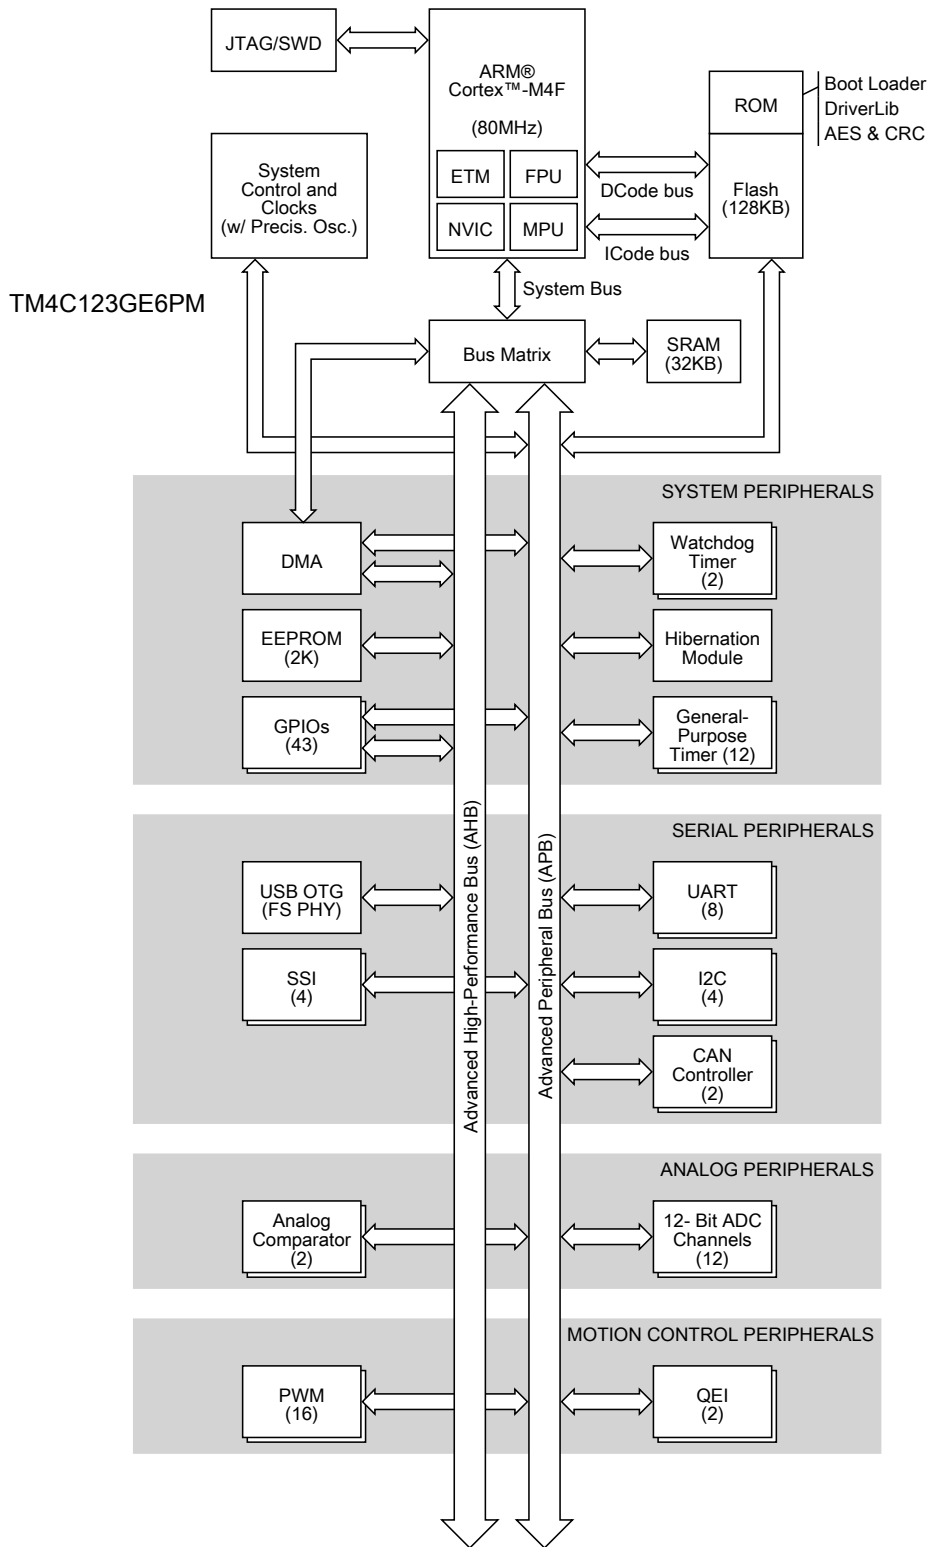 JTAG/SWD
ARM®
Cortex™-M4F
(80MHz)
ETM
FPU
NVIC
MPU
ROM
Boot Loader
DriverLib
AES & CRC
Flash
(128KB)
DCode bus
ICode bus
System
Control and
Clocks
(w/ Precis. Osc.)
TM4C123GE6PM
System Bus
Bus Matrix
SRAM
(32KB)
SYSTEM PERIPHERALS
DMA
Watchdog
Timer
(2)
EEPROM
(2K)
Hibernation
Module
GPIOs
(43)
General-
Purpose
Timer (12)
Advanced High-Performance Bus (AHB)
Advanced Peripheral Bus (APB)
SERIAL PERIPHERALS
USB OTG
(FS PHY)
UART
(8)
SSI
(4)
I2C
(4)
CAN
Controller
(2)
ANALOG PERIPHERALS
Analog
Comparator
(2)
12- Bit ADC
Channels
(12)
MOTION CONTROL PERIPHERALS
PWM
(16)
QEI
(2)